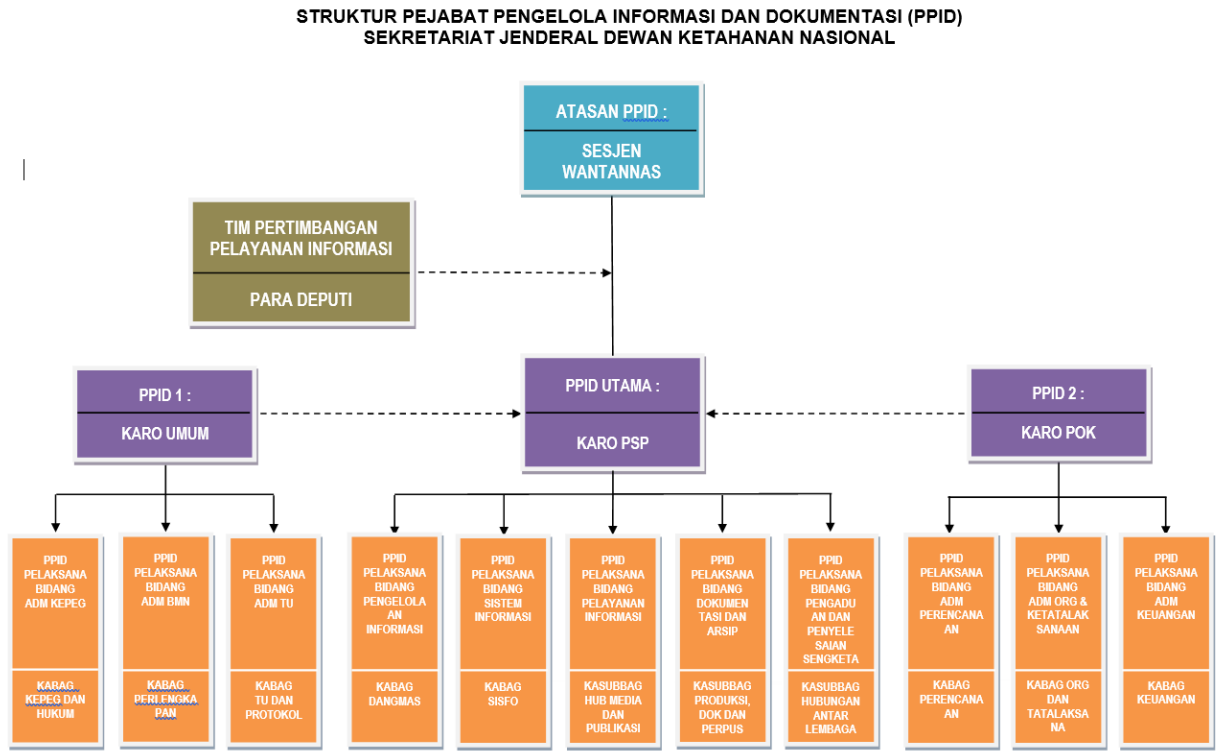 STRUKTUR PEJABAT PENGELOLA INFORMASI DAN DOKUMENTASI (PPID)
SEKRETARIAT JENDERAL DEWAN KETAHANAN NASIONAL
ATASAN PPID :
SESJEN
WANTANNAS
TIM PERTIMBANGAN
PELAYANAN INFORMASI
PARA DEPUTI
PPID 1 :
KARO UMUM
PPID UTAMA :
KARO PSP
PPID 2 :
KARO POK
PPID
PELAKSANA
BIDANG
ADM KEPEG
KABAG
KEPEG DAN
HUKUM
PPID
PELAKSANA
BIDANG
ADM BMN
KABAG
PERLENGKA
PAN
PPID
PELAKSANA
BIDANG
ADM TU
KABAG
TU DAN
PROTOKOL
PPID
PELAKSANA
BIDANG
PENGELOLA
AN
INFORMASI
KABAG
DANGMAS
PPID
PELAKSANA
BIDANG
SISTEM
INFORMASI
KABAG
SISFO
PPID
PELAKSANA
BIDANG
PELAYANAN
INFORMASI
KASUBBAG
HUB MEDIA
DAN
PUBLIKASI
PPID
PELAKSANA
BIDANG
DOKUMEN
TASI DAN
ARSIP
KASUBBAG
PRODUKSI,
DOK DAN
PERPUS
PPID
PELAKSANA
BIDANG
PENGADU
AN DAN
PENYELE
SAIAN
SENGKETA
KASUBBAG
HUBUNGAN
ANTAR
LEMBAGA
PPID
PELAKSANA
BIDANG
ADM
PERENCANA
AN
KABAG
PERENCANA
AN
PPID
PELAKSANA
BIDANG
ADM ORG &
KETATALAK
SANAAN
KABAG ORG
DAN
TATALAKSA
NA
PPID
PELAKSANA
BIDANG
ADM
KEUANGAN
KABAG
KEUANGAN